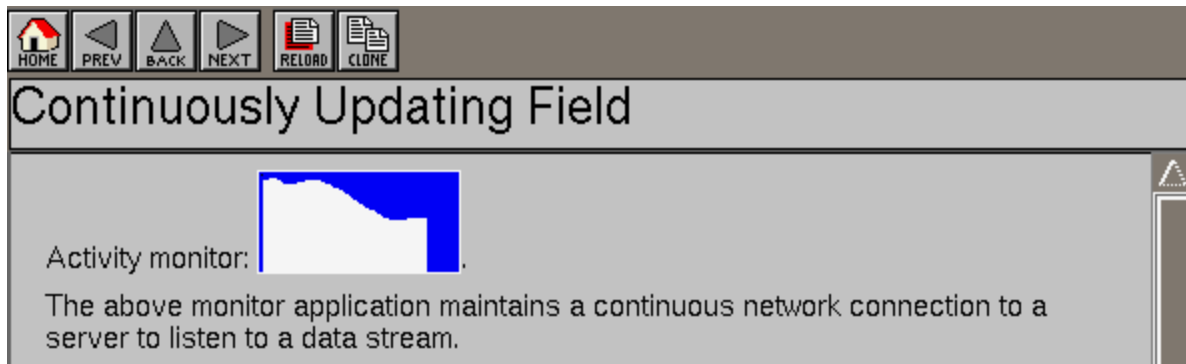 HOME PREV BACK NEXT RELOAD CLONE
Continuously Updating Field
Activity monitor: .
The above monitor application maintains a continuous network connection to a
server to listen to a data stream.